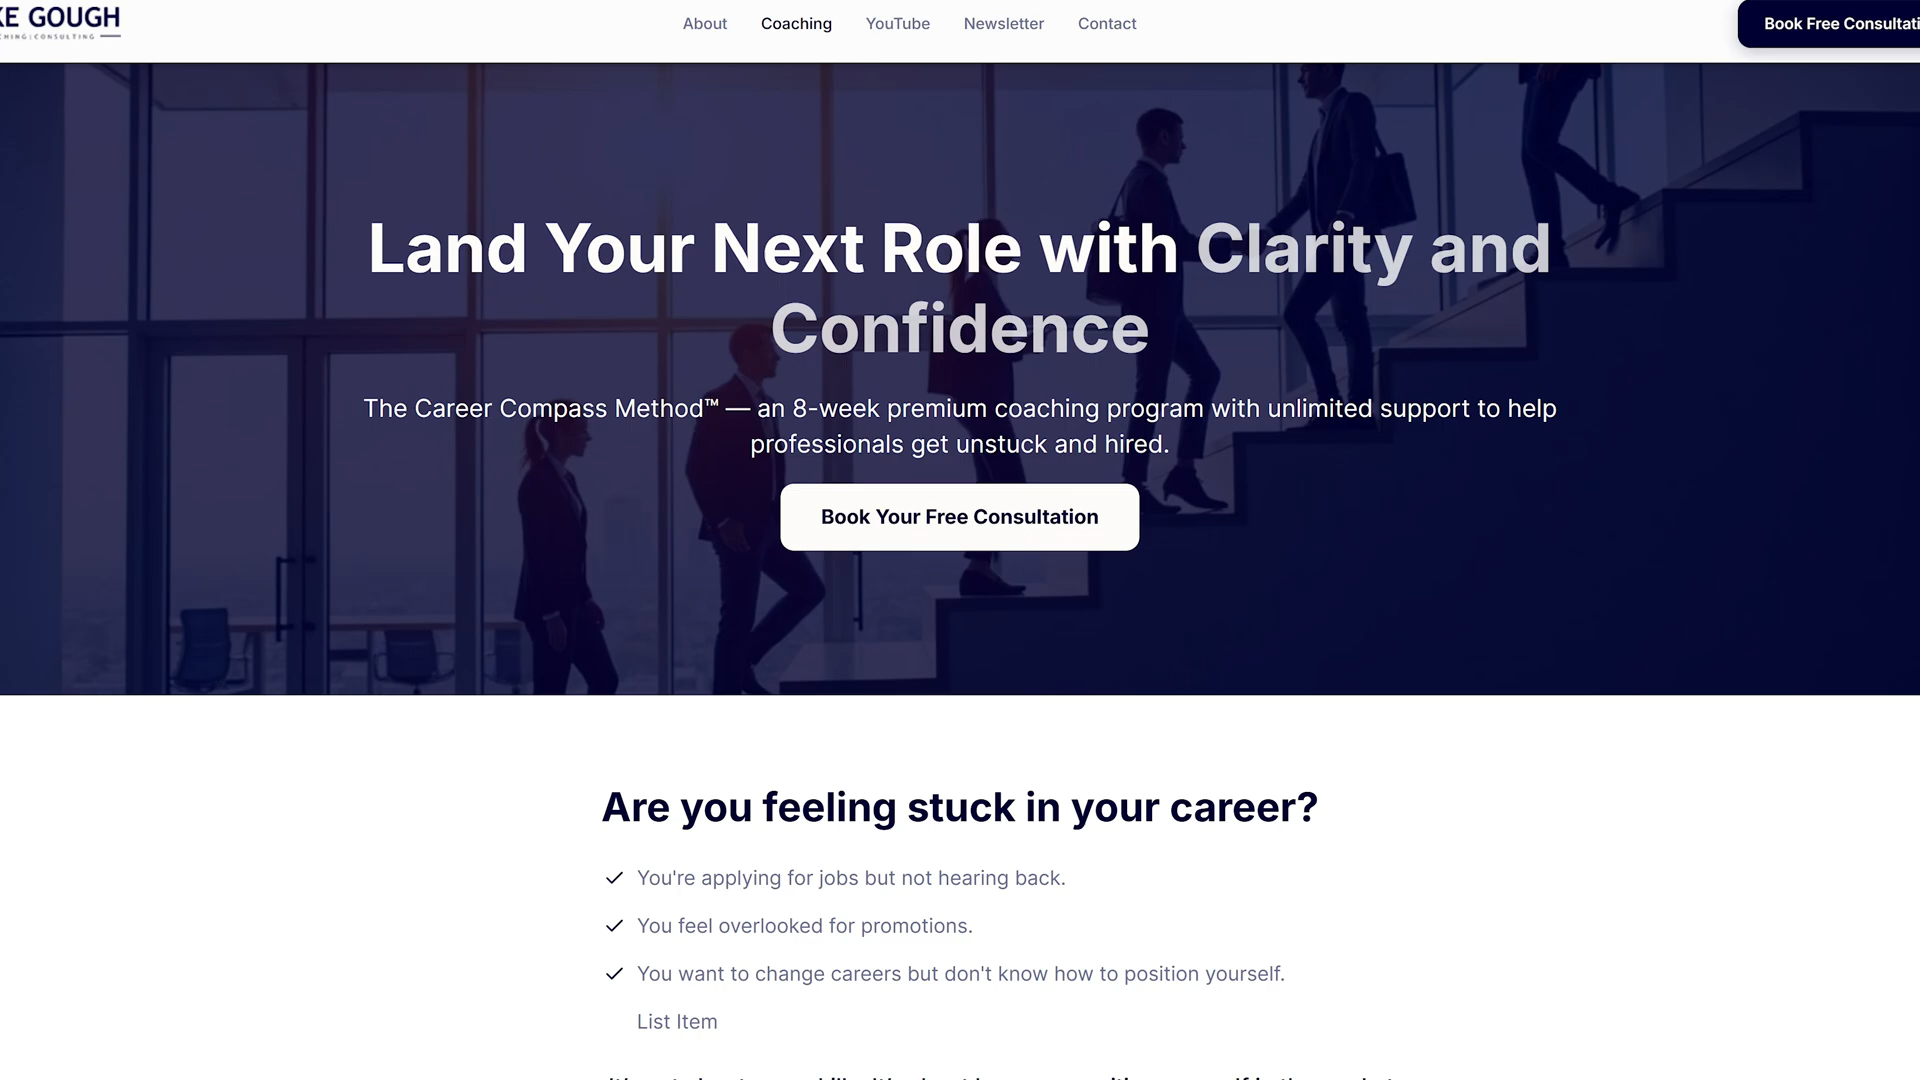 KE GOUGH
CHING|CONSULTING
About
Coaching
YouTube
Newsletter
Contact
Book Free Consultati
Land Your Next Role with Clarity and
Confidence
The Career Compass Method™ — an 8-week premium coaching program with unlimited support to help
professionals get unstuck and hired.
Book Your Free Consultation
Are you feeling stuck in your career?
You're applying for jobs but not hearing back.
You feel overlooked for promotions.
You want to change careers but don't know how to position yourself.
List Item